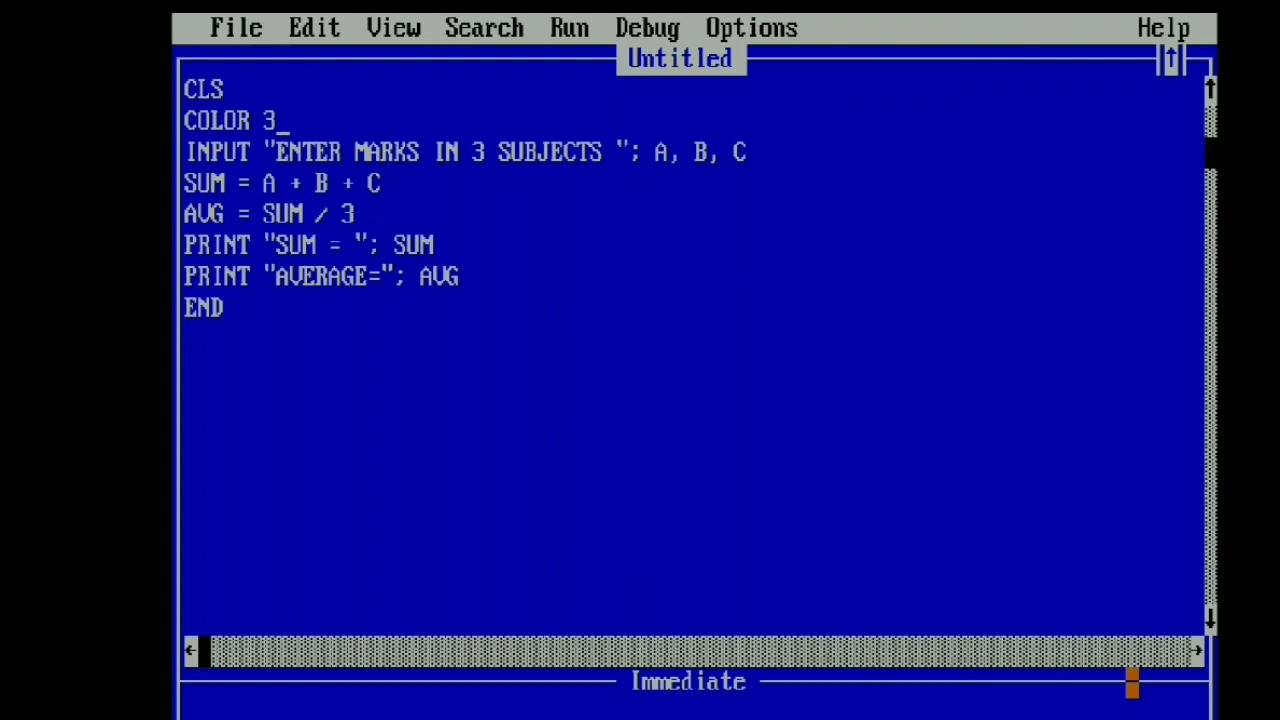 File Edit View Search Run Debug Options Help
Untitled
CLS
COLOR 3_
INPUT "ENTER MARKS IN 3 SUBJECTS "; A, B, C
SUM = A + B + C
AVG = SUM / 3
PRINT "SUM = "; SUM
PRINT "AVERAGE="; AVG
END
Immediate